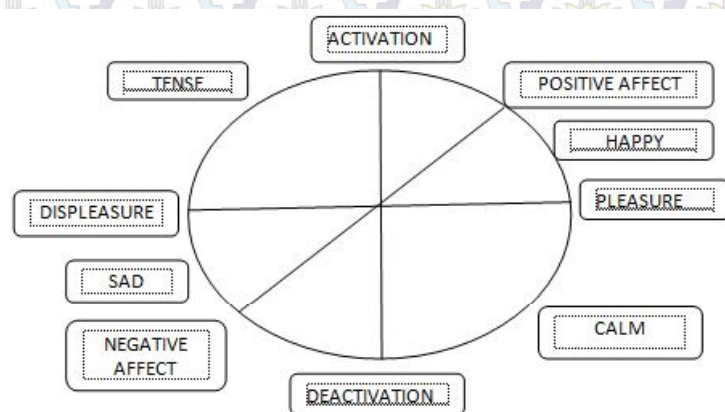 ACTIVATION
TENSE
POSITIVE AFFECT
HAPPY
DISPLEASURE
PLEASURE
SAD
CALM
NEGATIVE
AFFECT
DEACTIVATION